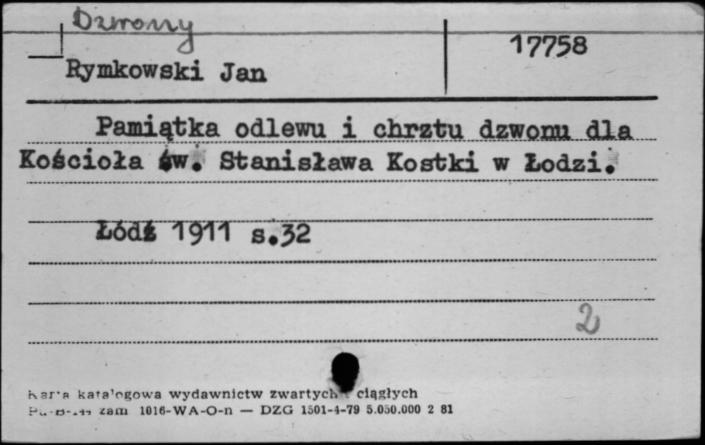 Dzwony
17758
Rymkowski Jan
Pamiątka odlewu i chrztu dzwonu dla
Kościoła św. Stanisława Kostki w Łodzi.
Łódź 1911 s.32
2
Karta katalogowa wydawnictw zwartych i ciągłych
zam 1016-WA-O-n — DZG 1501-4-79 5.050.000 2 81